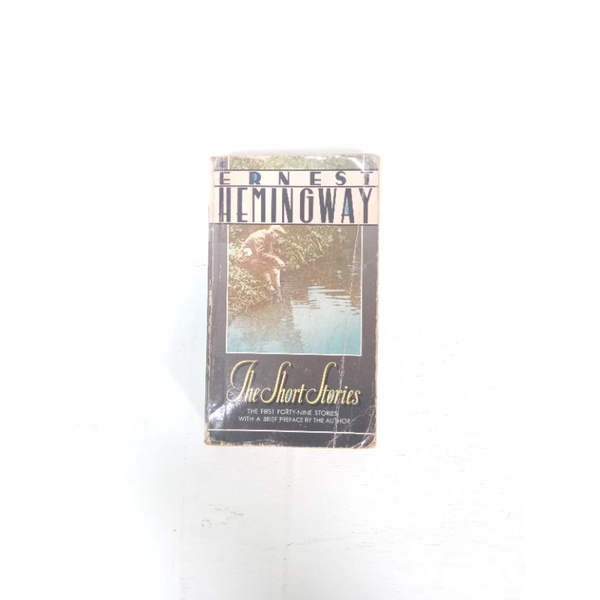 ERNEST
HEMINGWAY
The Short Stories
THE FIRST FORTY-NINE STORIES
WITH A BRIEF PREFACE BY THE AUTHOR